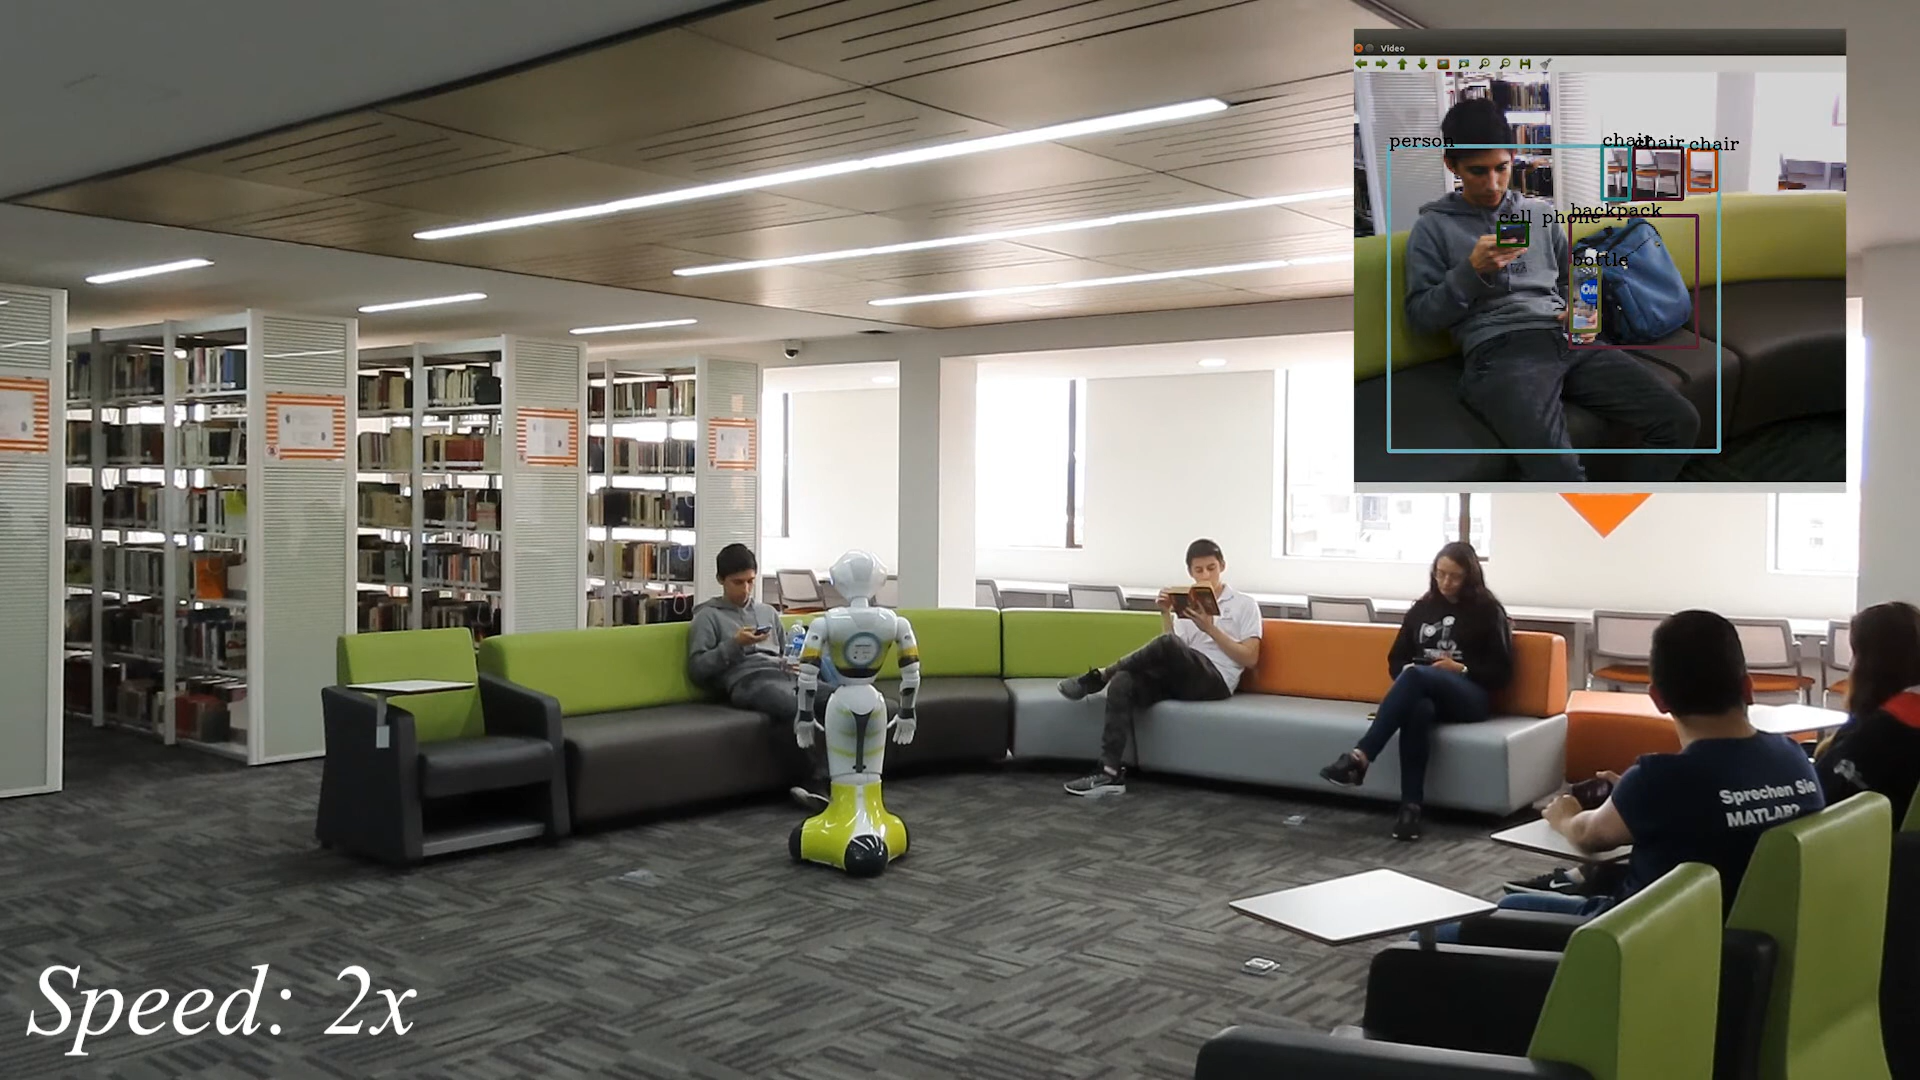 Video
person
chair
chair
chair
cell phone
backpack
bottle
Sprechen Sie
MATLAB?
Speed: 2x